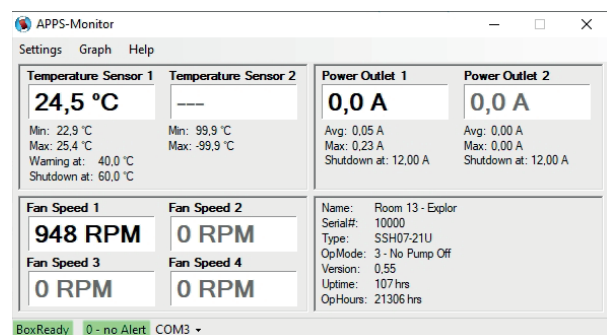 APPS-Monitor
Settings Graph Help
Temperature Sensor 1 Temperature Sensor 2
24,5 °C ---
Min: 22,9 °C Min: 99,9 °C
Max: 25,4 °C Max: -99,9 °C
Warning at: 40,0 °C
Shutdown at: 60,0 °C
Power Outlet 1 Power Outlet 2
0,0 A 0,0 A
Avg: 0,05 A Avg: 0,00 A
Max: 0,23 A Max: 0,00 A
Shutdown at: 12,00 A Shutdown at: 12,00 A
Fan Speed 1 Fan Speed 2
948 RPM 0 RPM
Fan Speed 3 Fan Speed 4
0 RPM 0 RPM
Name: Room 13 - Explor
Serial#: 10000
Type: SSH07-21U
OpMode: 3 - No Pump Off
Version: 0,55
Uptime: 107 hrs
OpHours: 21306 hrs
BoxReady 0 - no Alert COM3